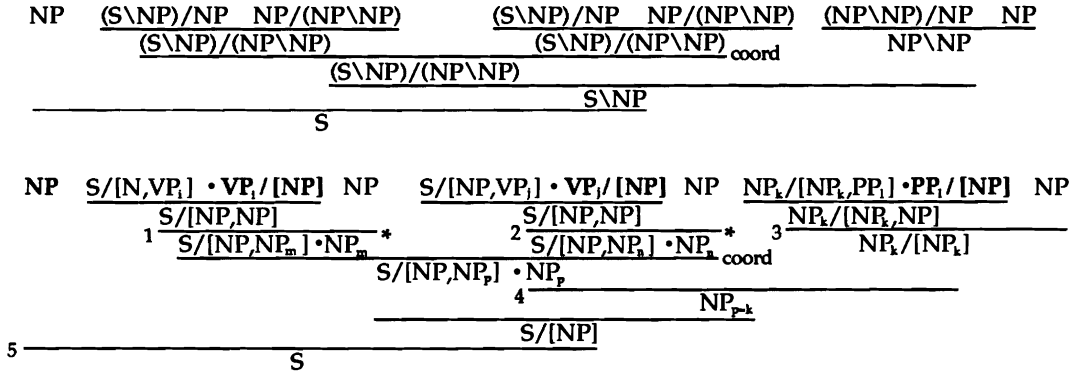 NP (S\NP)/NP NP/(NP\NP) (S\NP)/NP NP/(NP\NP) (NP\NP)/NP NP
(S\NP)/(NP\NP) (S\NP)/(NP\NP) coord NP\NP
(S\NP)/(NP\NP)
S\NP
S
NP S/[N,VPᵢ] • VPᵢ/[NP] NP S/[NP,VPⱼ] • VPⱼ/[NP] NP NPₖ/[NPₖ,PPₗ] •PPₗ/[NP] NP
S/[NP,NP] S/[NP,NP] NPₖ/[NPₖ,NP]
1 * 2 * 3
S/[NP,NPₘ] •NPₘ S/[NP,NPₙ] •NPₙ coord NPₖ/[NPₖ]
S/[NP,NPₚ] •NPₚ
4
NPₚ₌ₖ
S/[NP]
5
S